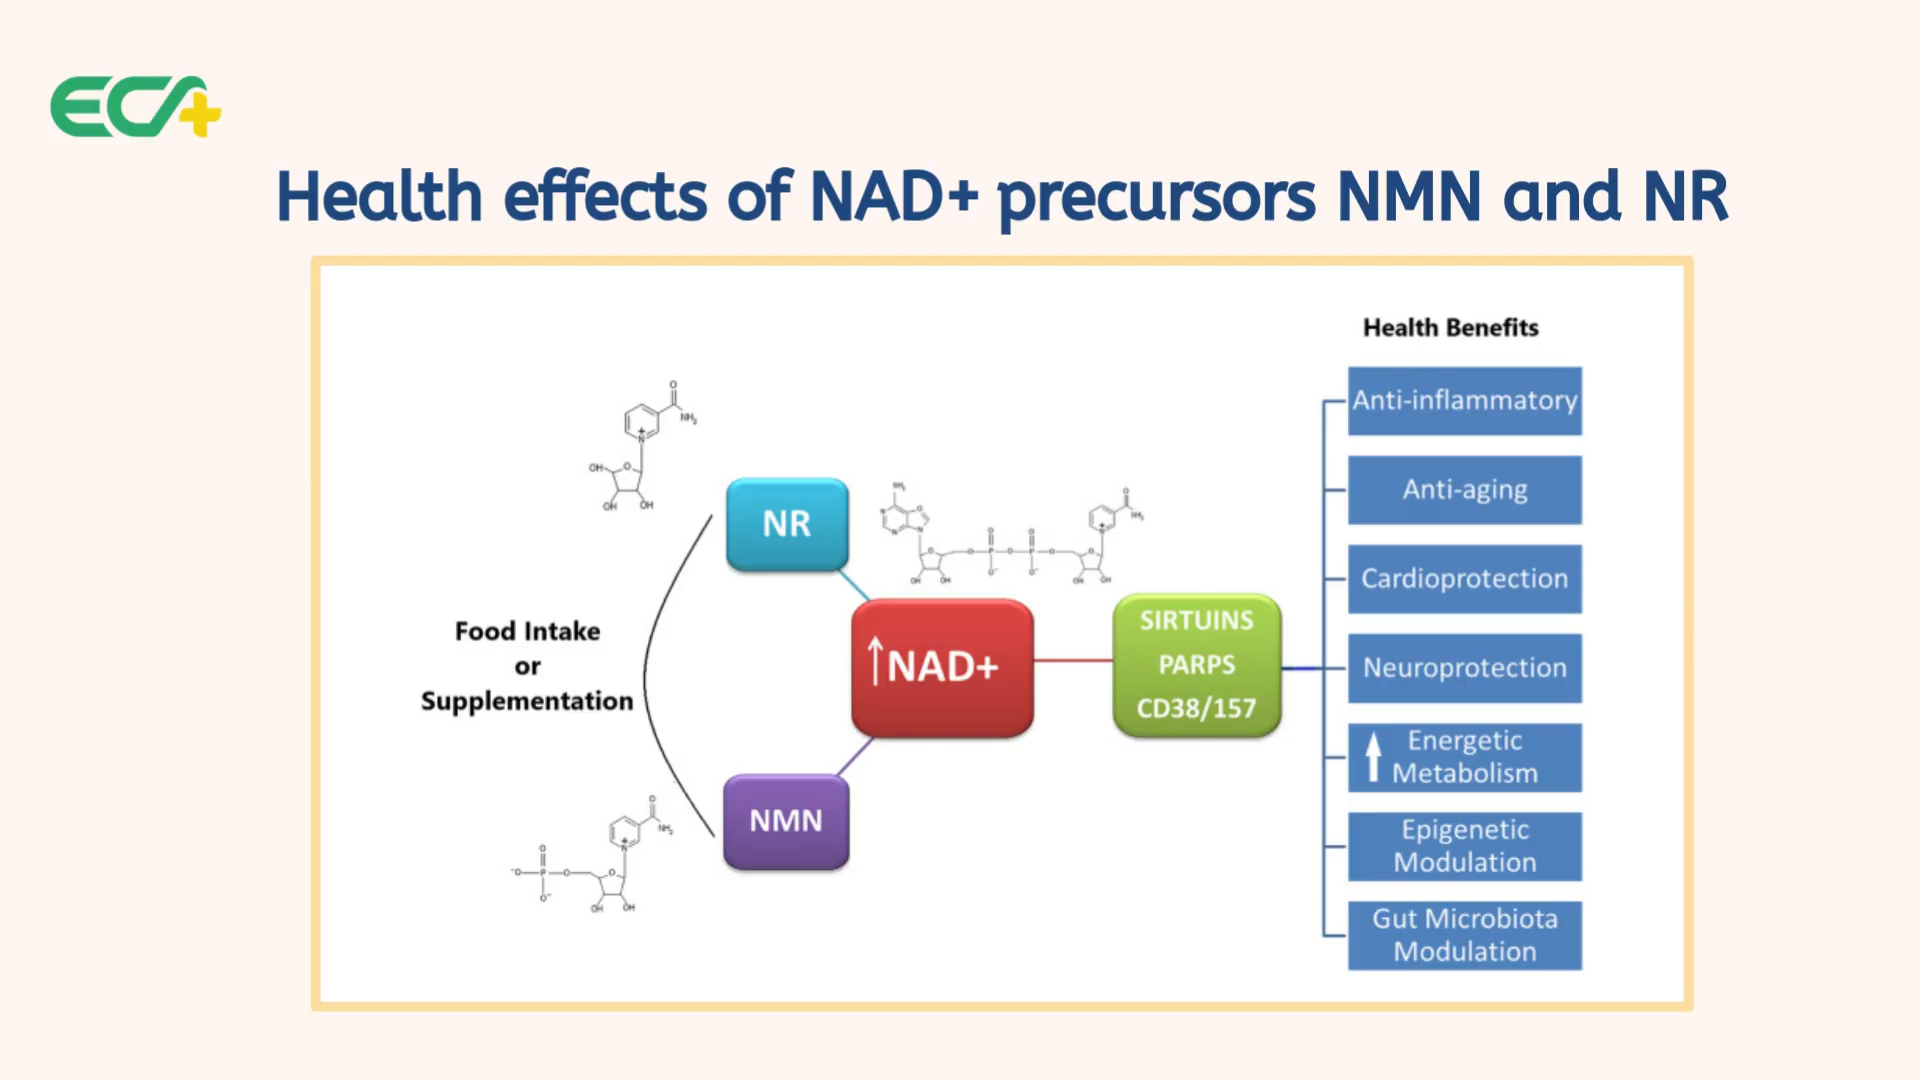 ECA+
Health effects of NAD+ precursors NMN and NR
Health Benefits
Food Intake
or
Supplementation
NR
NMN
↑NAD+
SIRTUINS
PARPS
CD38/157
Anti-inflammatory
Anti-aging
Cardioprotection
Neuroprotection
Energetic
Metabolism
Epigenetic
Modulation
Gut Microbiota
Modulation